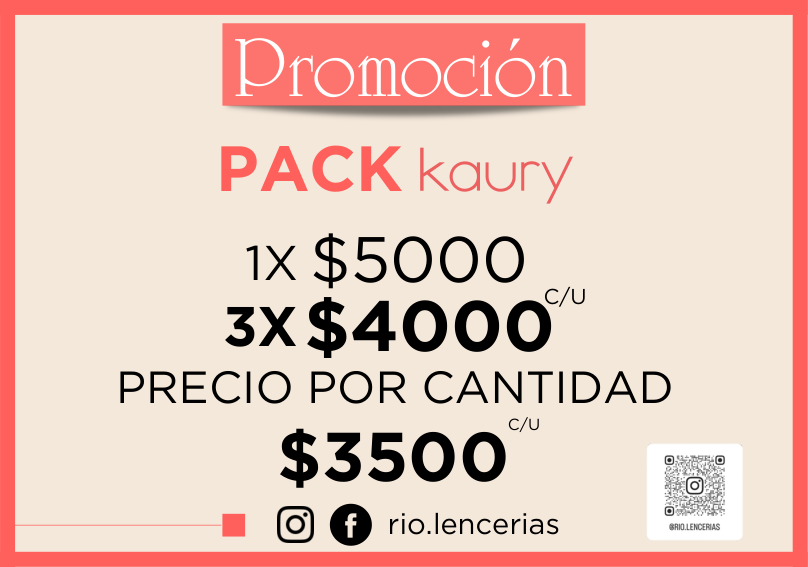 Promoción
PACK kaury
1X $5000
3X $4000 C/U
PRECIO POR CANTIDAD
$3500 C/U
rio.lencerias
@RIO.LENCERIAS